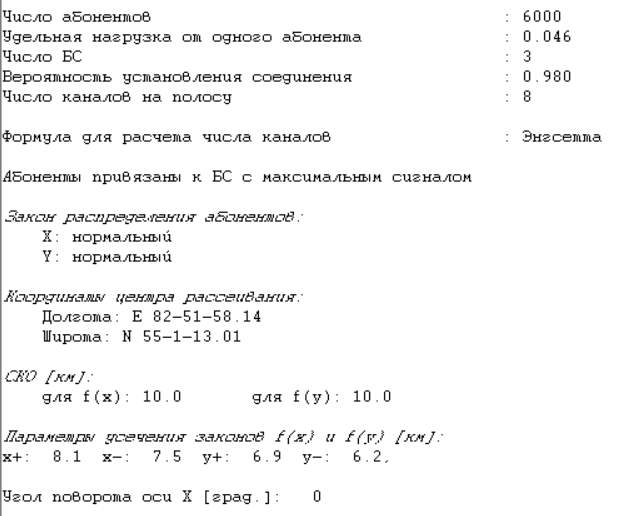 Число абонентов : 6000
Удельная нагрузка от одного абонента : 0.046
Число БС : 3
Вероятность установления соединения : 0.980
Число каналов на полосу : 8
Формула для расчета числа каналов : Энгсетта
Абоненты привязаны к БС с максимальным сигналом
Закон распределения абонентов:
X: нормальный
Y: нормальный
Координаты центра рассеивания:
Долгота: E 82-51-58.14
Широта: N 55-1-13.01
СКО [км]:
для f(x): 10.0 для f(y): 10.0
Параметры усечения законов f(x) и f(y) [км]:
x+: 8.1 x-: 7.5 y+: 6.9 y-: 6.2,
Угол поворота оси X [град.]: 0